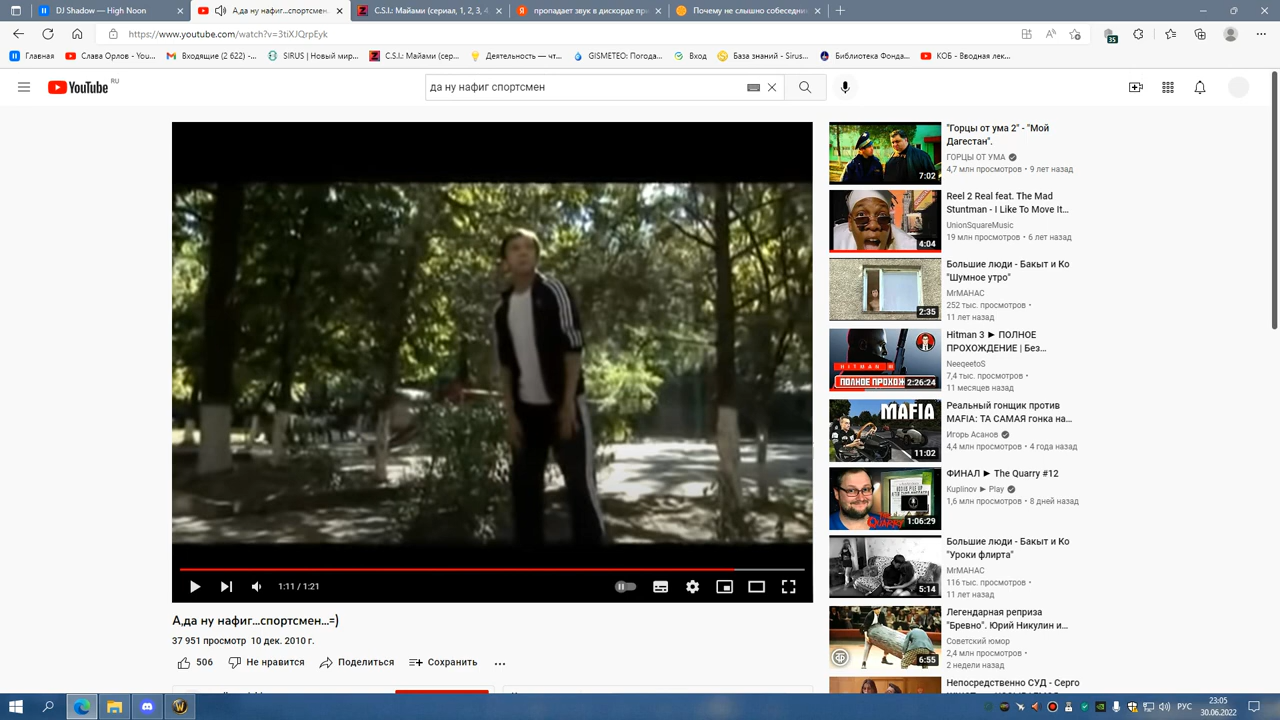 DJ Shadow — High Noon
А,да ну нафиг...спортсмен...=)
C.S.I.: Майами (сериал, 1, 2, 3, 4
пропадает звук в дискорде пр
Почему не слышно собеседни
https://www.youtube.com/watch?v=3tiXJQrpEyk
35
Главная
Слава Орлов - You...
Входящие (2 622) -...
SIRUS | Новый мир...
C.S.I.: Майами (сер...
Деятельность — чт...
GISMETEO: Погода...
Вход
База знаний - Sirus...
Библиотека Фонда...
КОБ - Вводная лек...
YouTube RU
да ну нафиг спортсмен
"Горцы от ума 2" - "Мой
Дагестан".
ГОРЦЫ ОТ УМА
4,7 млн просмотров • 9 лет назад
7:02
Reel 2 Real feat. The Mad
Stuntman - I Like To Move It...
UnionSquareMusic
19 млн просмотров • 6 лет назад
4:04
Большие люди - Бакыт и Ко
"Шумное утро"
MrMAHAC
252 тыс. просмотров •
11 лет назад
2:35
Hitman 3 ► ПОЛНОЕ
ПРОХОЖДЕНИЕ | Без...
NeeqeetoS
7,4 тыс. просмотров •
11 месяцев назад
HITMAN III
ПОЛНОЕ ПРОХОЖ
2:26:24
Реальный гонщик против
MAFIA: ТА САМАЯ гонка на...
Игорь Асанов
4,4 млн просмотров • 4 года назад
MAFIA
11:02
ФИНАЛ ► The Quarry #12
Kuplinov ► Play
1,6 млн просмотров • 8 дней назад
1:06:29
Большие люди - Бакыт и Ко
"Уроки флирта"
MrMAHAC
116 тыс. просмотров •
11 лет назад
5:14
Легендарная реприза
"Бревно". Юрий Никулин и...
Советский юмор
2,4 млн просмотров •
2 недели назад
6:55
Непосредственно СУД - Серго
1:11 / 1:21
А,да ну нафиг...спортсмен...=)
37 951 просмотр 10 дек. 2010 г.
506
Не нравится
Поделиться
Сохранить
РУС
23:05
30.06.2022